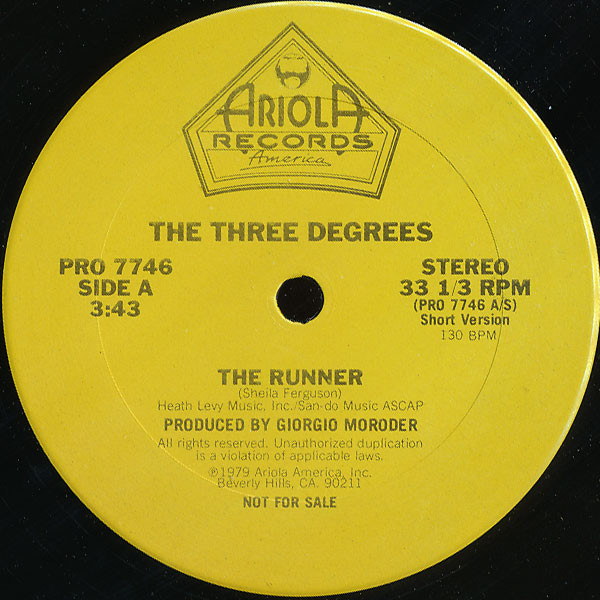 ARIOLA
RECORDS
America
THE THREE DEGREES
PRO 7746
SIDE A
3:43
STEREO
33 1/3 RPM
(PRO 7746 A/S)
Short Version
130 BPM
THE RUNNER
(Sheila Ferguson)
Heath Levy Music, Inc./San-do Music ASCAP
PRODUCED BY GIORGIO MORODER
All rights reserved. Unauthorized duplication
is a violation of applicable laws.
℗1979 Ariola America, Inc.
Beverly Hills, CA. 90211
NOT FOR SALE